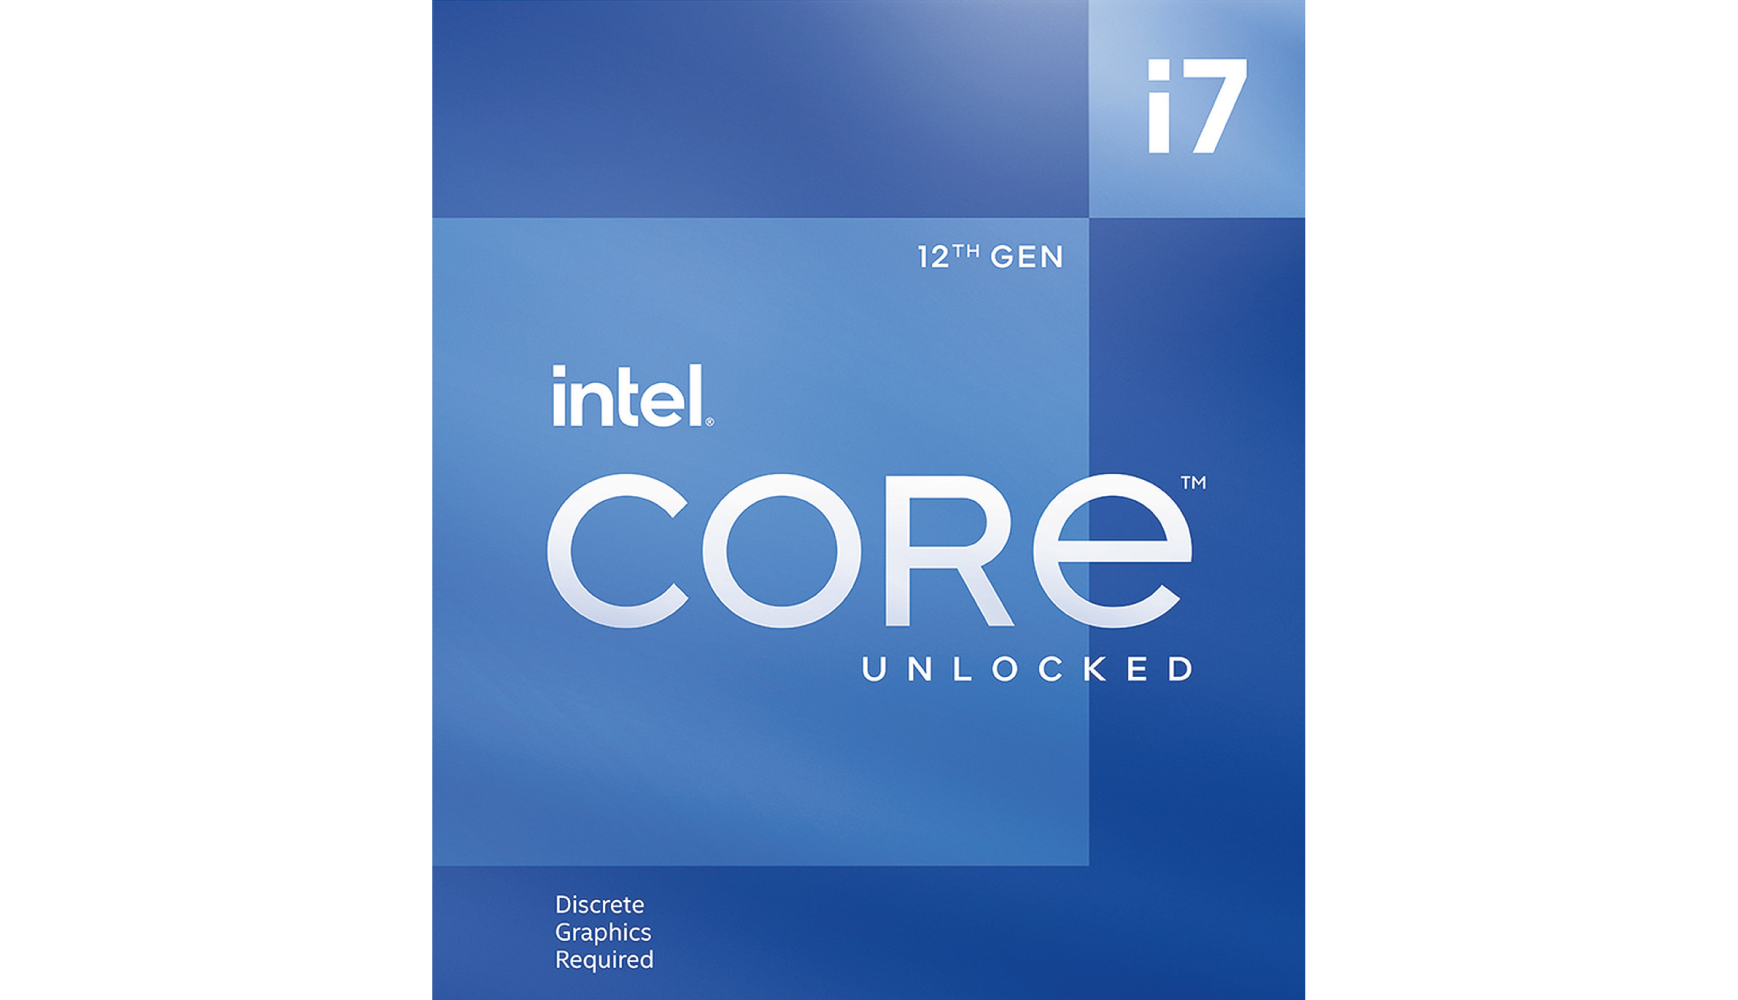 i7
12TH GEN
intel®
CORe™
UNLOCKED
Discrete
Graphics
Required